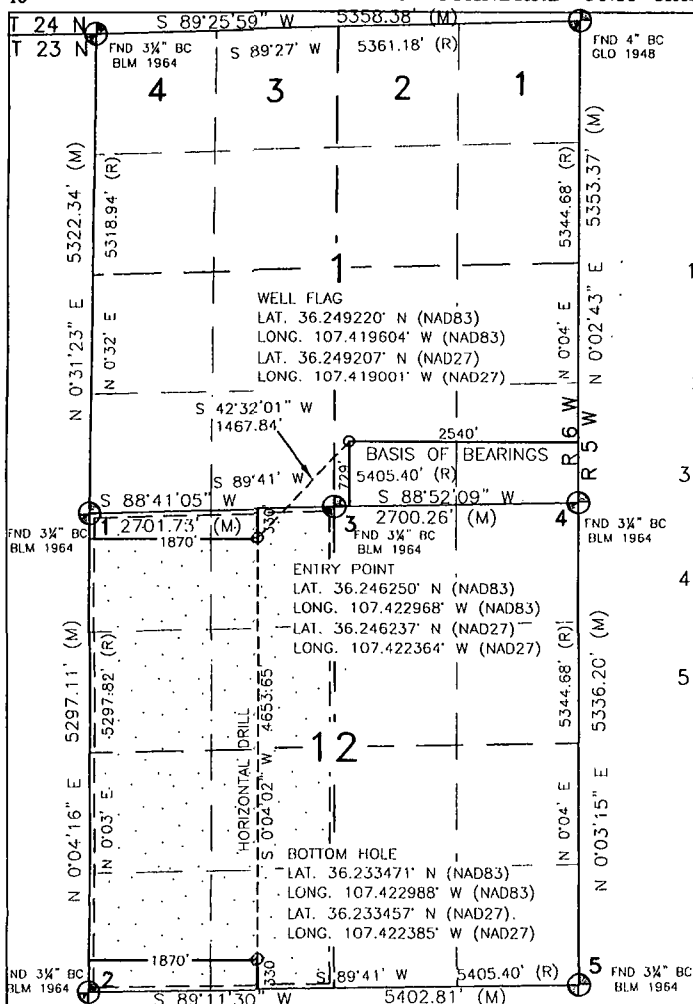 T 24 N
T 23 N
S 89°25'59" W 5358.38' (M)
FND 3¼" BC
BLM 1964
S 89°27' W 5361.18' (R)
FND 4" BC
GLO 1948
4 3 2 1
N 0°31'23" E 5322.34' (M)
N 0°32' E 5318.94' (R)
N 0°04' E 5344.68' (R)
N 0°02'43" E 5353.37' (M)
1
1
WELL FLAG
LAT. 36.249220° N (NAD83)
LONG. 107.419604° W (NAD83)
LAT. 36.249207° N (NAD27)
LONG. 107.419001° W (NAD27)
S 42°32'01" W
1467.84'
R 6 W
R 5 W
2540'
729'
BASIS OF BEARINGS
5405.40' (R)
S 89°41' W
3
S 88°41'05" W
2701.73' (M)
S 88°52'09" W
2700.26' (M)
FND 3¼" BC
BLM 1964
1
1870'
330'
3
FND 3¼" BC
BLM 1964
4
FND 3¼" BC
BLM 1964
ENTRY POINT
LAT. 36.246250° N (NAD83)
LONG. 107.422968° W (NAD83)
LAT. 36.246237° N (NAD27)
LONG. 107.422364° W (NAD27)
4
5
N 0°04'16" E 5297.11' (M)
N 0°03' E 5297.82' (R)
HORIZONTAL DRILL
S 0°04'02" W 4653.65
12
N 0°04' E 5344.68' (R)
N 0°03'15" E 5336.20' (M)
BOTTOM HOLE
LAT. 36.233471° N (NAD83)
LONG. 107.422988° W (NAD83)
LAT. 36.233457° N (NAD27).
LONG. 107.422385° W (NAD27)
1870'
330'
ND 3¼" BC
BLM 1964
2
S 89°41' W 5405.40' (R)
S 89°11'30" W 5402.81' (M)
5
FND 3¼" BC
BLM 1964